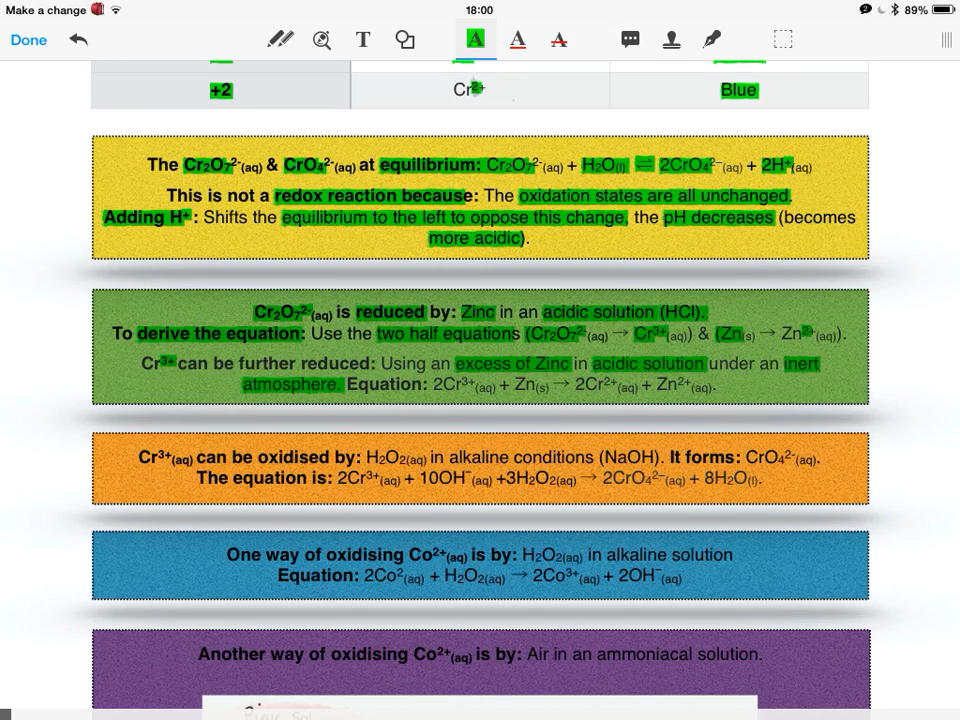 Make a change
18:00
2
89%
Done
T
A
A
A
+2
Cr²⁺
Blue
The Cr₂O₇²⁻(aq) & CrO₄²⁻(aq) at equilibrium: Cr₂O₇²⁻(aq) + H₂O(l) ⇌ 2CrO₄²⁻(aq) + 2H⁺(aq)
This is not a redox reaction because: The oxidation states are all unchanged.
Adding H⁺: Shifts the equilibrium to the left to oppose this change, the pH decreases (becomes
more acidic).
Cr₂O₇²⁻(aq) is reduced by: Zinc in an acidic solution (HCl).
To derive the equation: Use the two half equations (Cr₂O₇²⁻(aq) → Cr³⁺(aq)) & (Zn(s) → Zn²⁺(aq)).
Cr³⁺ can be further reduced: Using an excess of Zinc in acidic solution under an inert
atmosphere. Equation: 2Cr³⁺(aq) + Zn(s) → 2Cr²⁺(aq) + Zn²⁺(aq).
Cr³⁺(aq) can be oxidised by: H₂O₂(aq) in alkaline conditions (NaOH). It forms: CrO₄²⁻(aq).
The equation is: 2Cr³⁺(aq) + 10OH⁻(aq) +3H₂O₂(aq) → 2CrO₄²⁻(aq) + 8H₂O(l).
One way of oxidising Co²⁺(aq) is by: H₂O₂(aq) in alkaline solution
Equation: 2Co²(aq) + H₂O₂(aq) → 2Co³⁺(aq) + 2OH⁻(aq)
Another way of oxidising Co²⁺(aq) is by: Air in an ammoniacal solution.